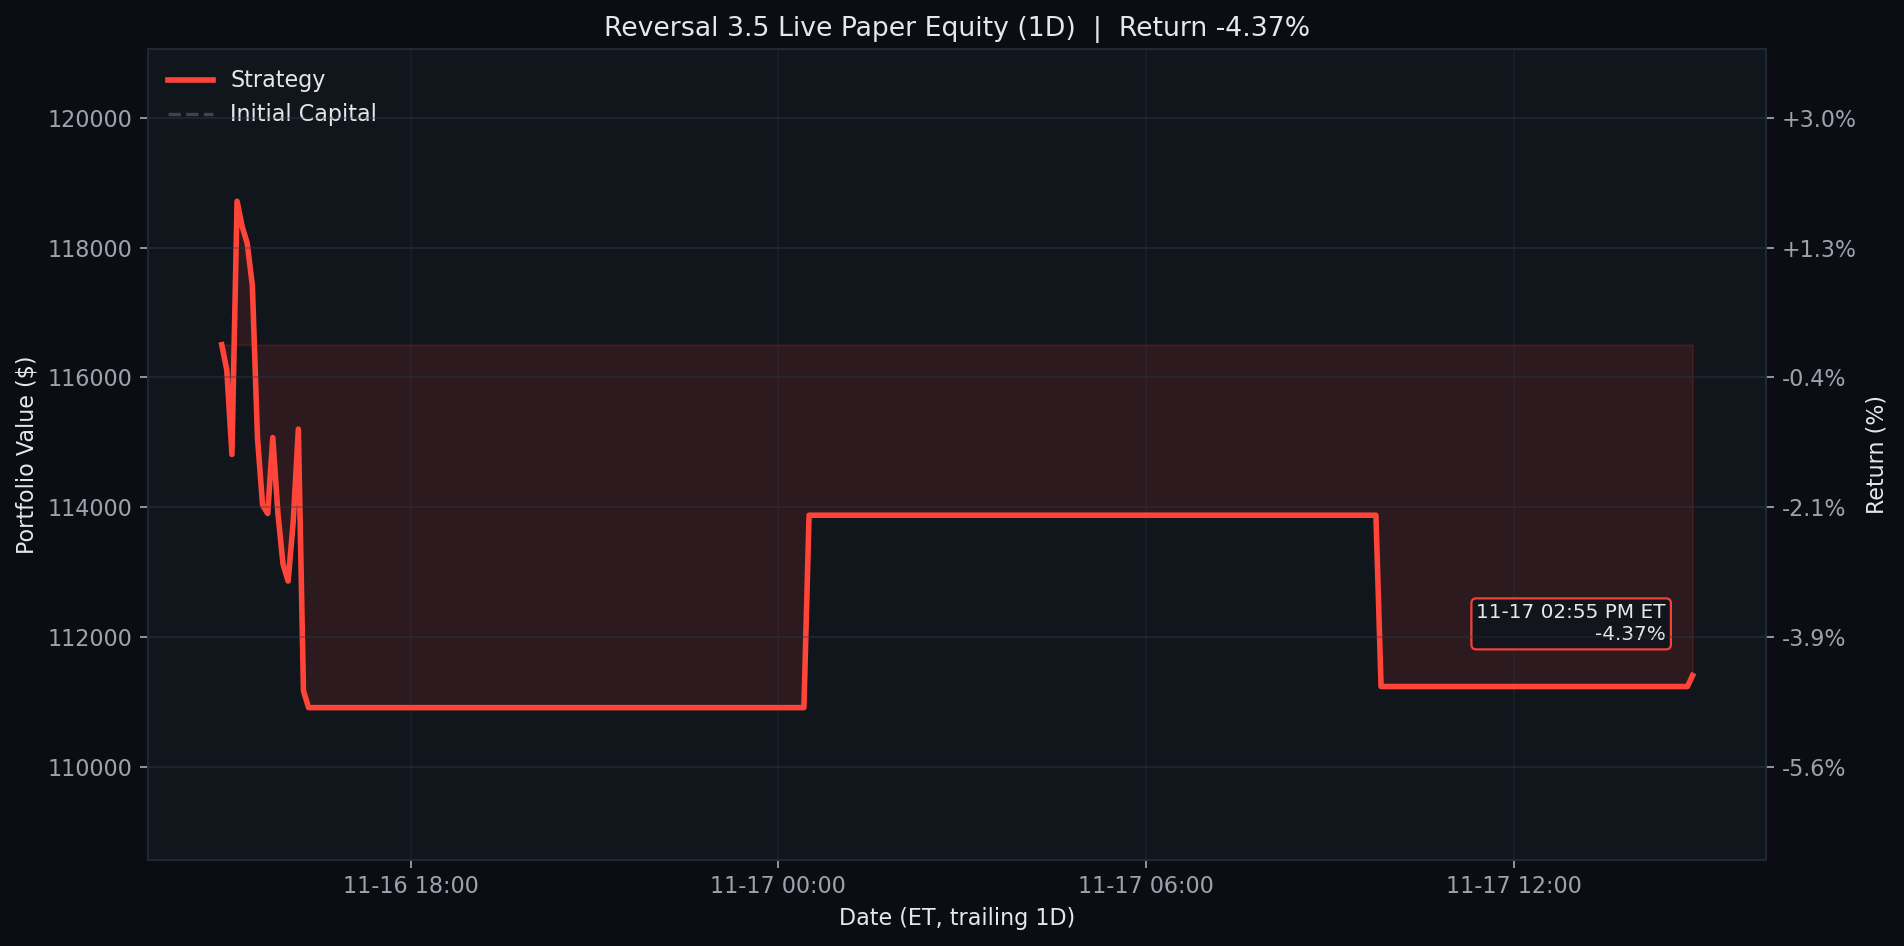 Reversal 3.5 Live Paper Equity (1D)  |  Return -4.37%
Strategy
Initial Capital
120000
118000
116000
114000
112000
110000
Portfolio Value ($)
+3.0%
+1.3%
-0.4%
-2.1%
-3.9%
-5.6%
Return (%)
11-17 02:55 PM ET
-4.37%
11-16 18:00
11-17 00:00
11-17 06:00
11-17 12:00
Date (ET, trailing 1D)